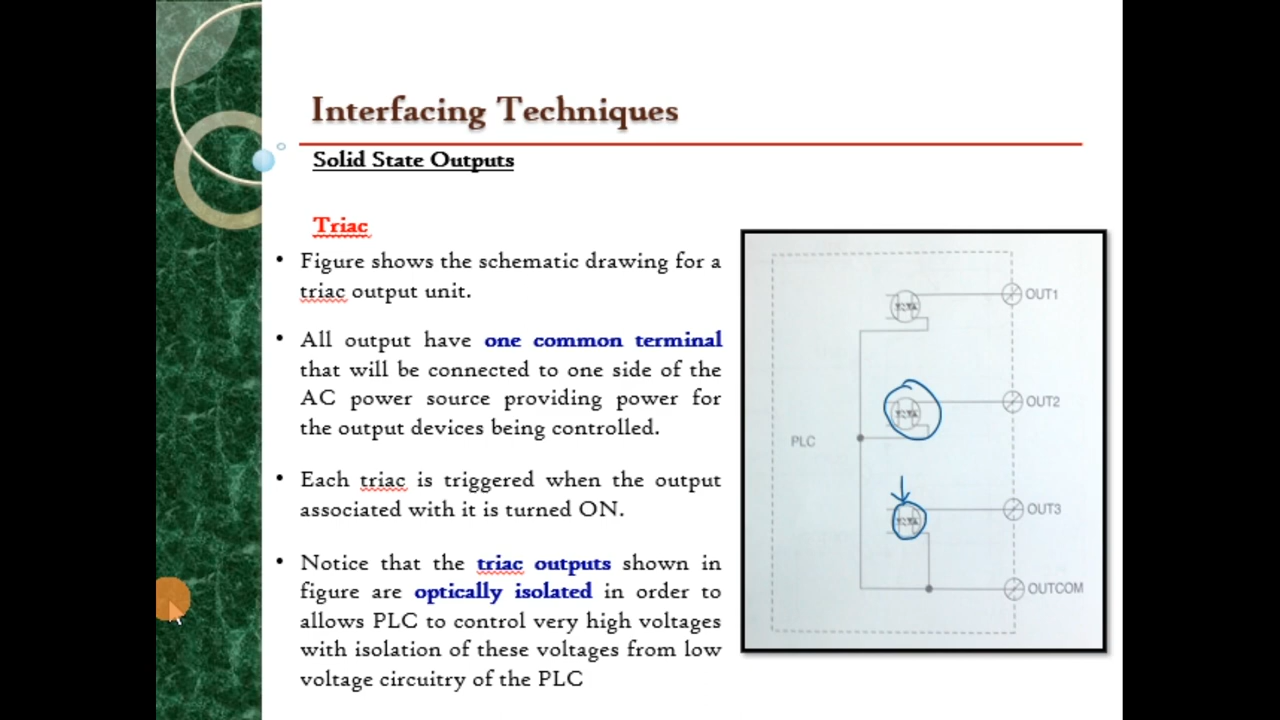 Interfacing Techniques
Solid State Outputs
Triac
• Figure shows the schematic drawing for a
triac output unit.
• All output have one common terminal
that will be connected to one side of the
AC power source providing power for
the output devices being controlled.
• Each triac is triggered when the output
associated with it is turned ON.
• Notice that the triac outputs shown in
figure are optically isolated in order to
allows PLC to control very high voltages
with isolation of these voltages from low
voltage circuitry of the PLC
OUT1
OUT2
PLC
OUT3
OUTCOM